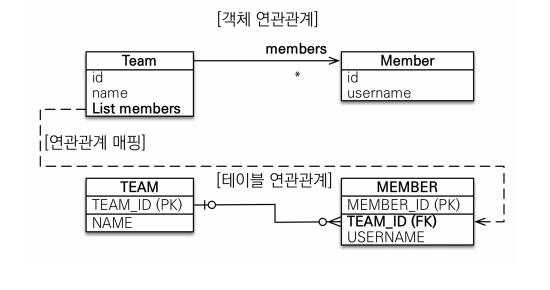 [객체 연관관계]
members
Team
Member
*
id
name
List members
id
username
[연관관계 매핑]
[테이블 연관관계]
TEAM
TEAM_ID (PK)
NAME
MEMBER
MEMBER_ID (PK)
TEAM_ID (FK)
USERNAME